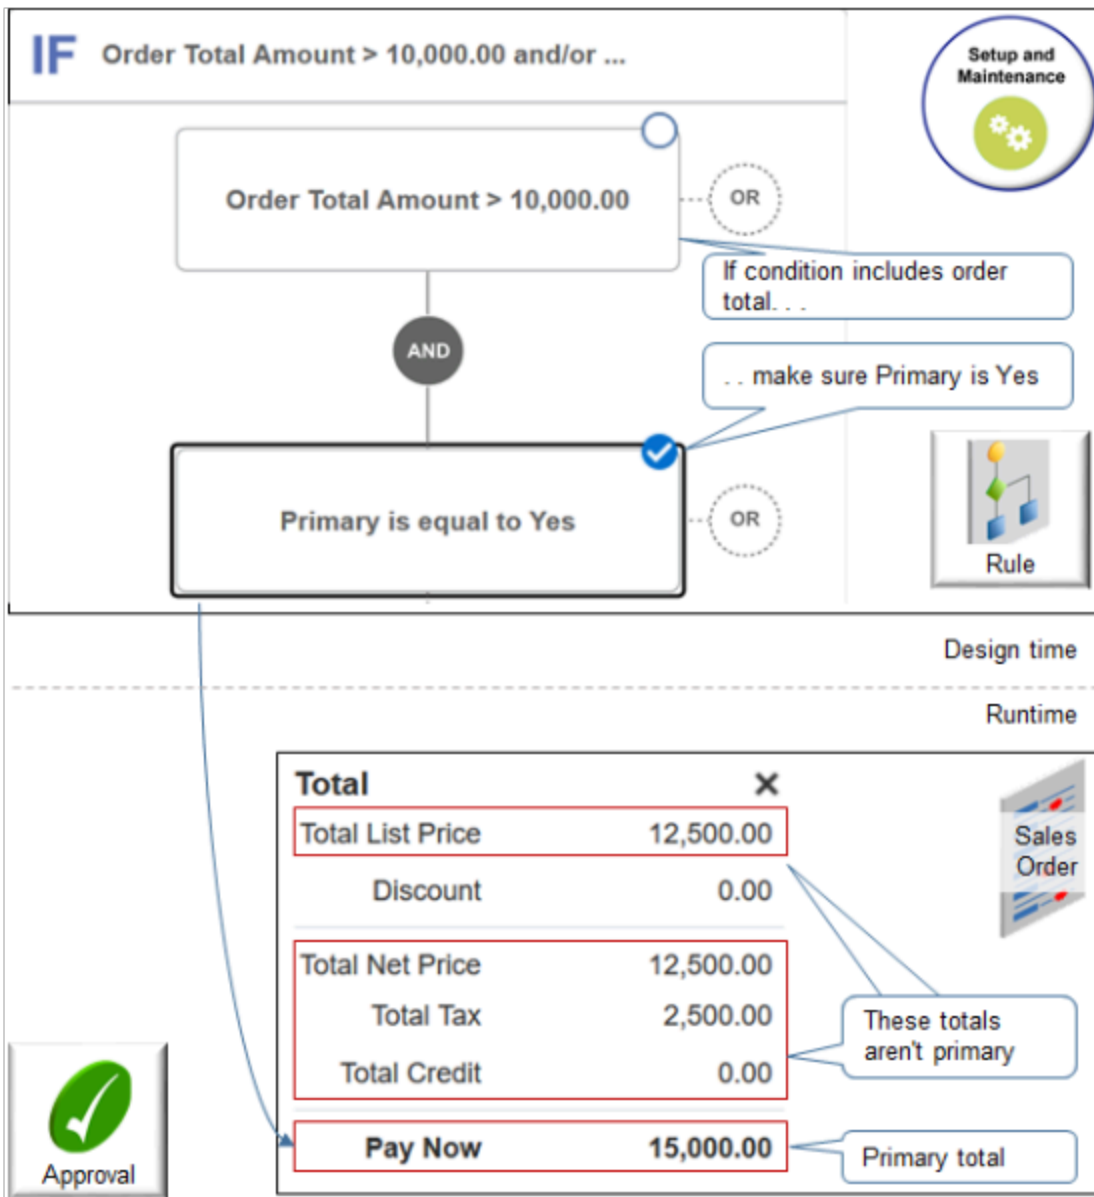 IF Order Total Amount > 10,000.00 and/or ...
Setup and
Maintenance
Order Total Amount > 10,000.00
OR
If condition includes order
total. . .
AND
. . make sure Primary is Yes
Primary is equal to Yes
OR
Rule
Design time
Runtime
Total
Total List Price 12,500.00
Discount 0.00
Sales
Order
Total Net Price 12,500.00
Total Tax 2,500.00
Total Credit 0.00
These totals
aren't primary
Pay Now 15,000.00
Primary total
Approval